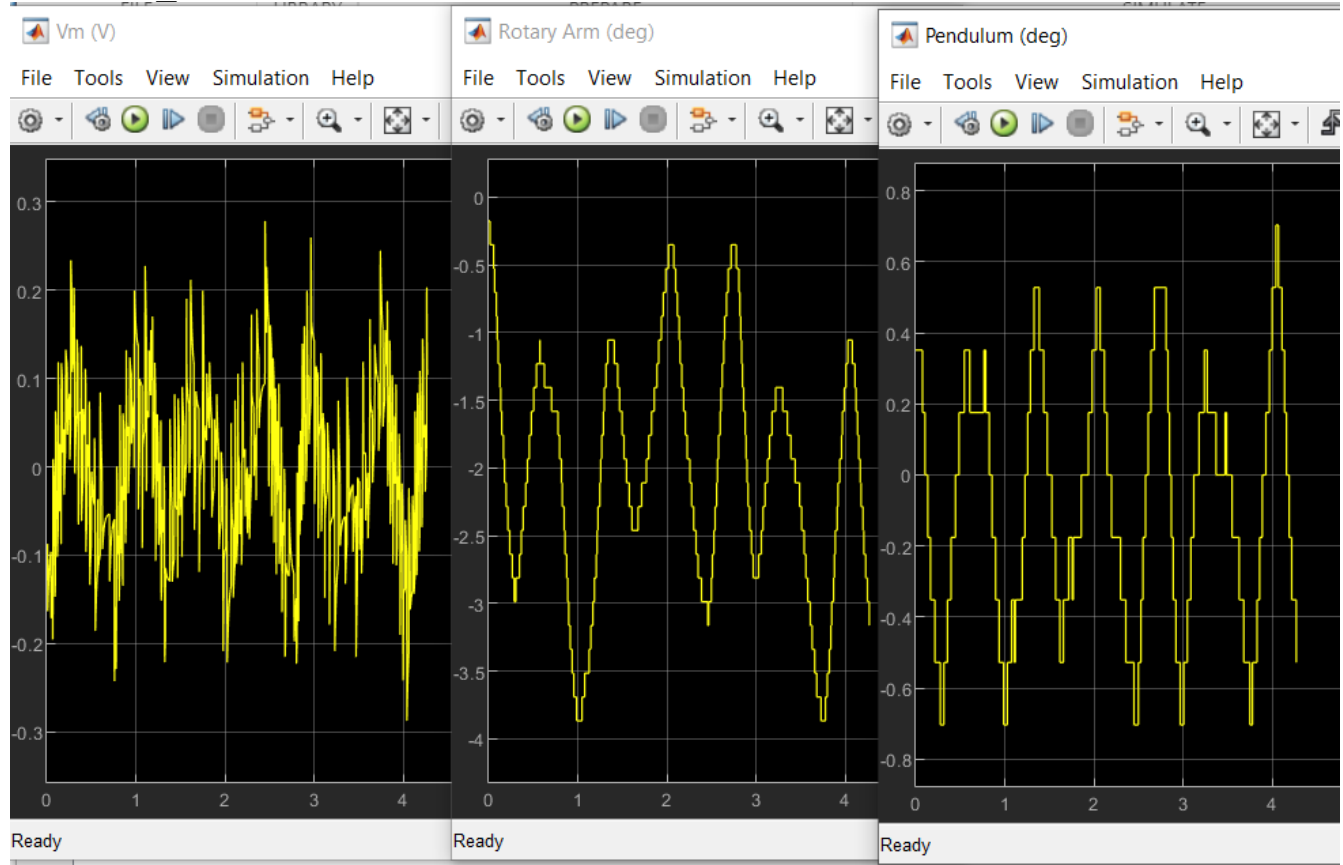 FILE LIBRARY PREPARE SIMULATE
Vm (V)
File Tools View Simulation Help
0.3
0.2
0.1
0
-0.1
-0.2
-0.3
0 1 2 3 4
Ready
Rotary Arm (deg)
File Tools View Simulation Help
0
-0.5
-1
-1.5
-2
-2.5
-3
-3.5
-4
0 1 2 3 4
Ready
Pendulum (deg)
File Tools View Simulation Help
0.8
0.6
0.4
0.2
0
-0.2
-0.4
-0.6
-0.8
0 1 2 3 4
Ready